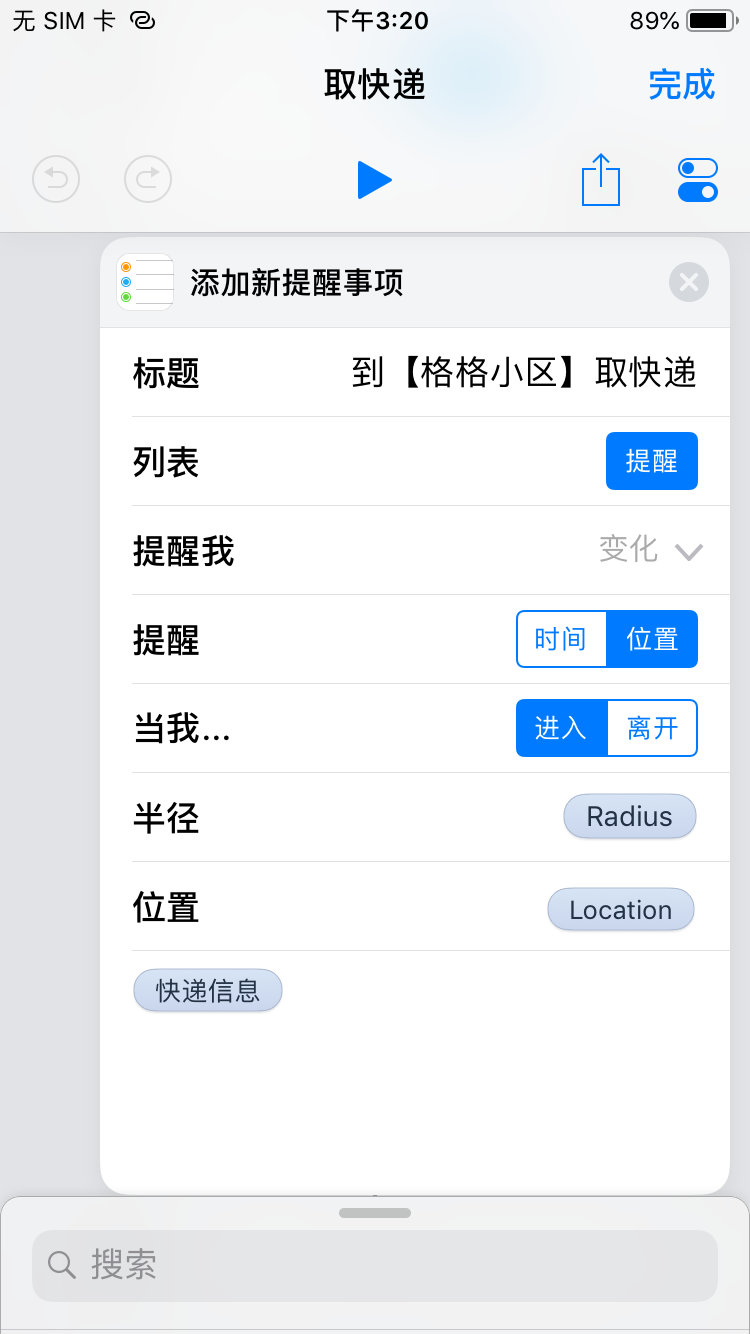 无 SIM 卡 下午3:20 89%
取快递 完成
添加新提醒事项
标题 到【格格小区】取快递
列表 提醒
提醒我 变化
提醒 时间 位置
当我... 进入 离开
半径 Radius
位置 Location
快递信息
搜索